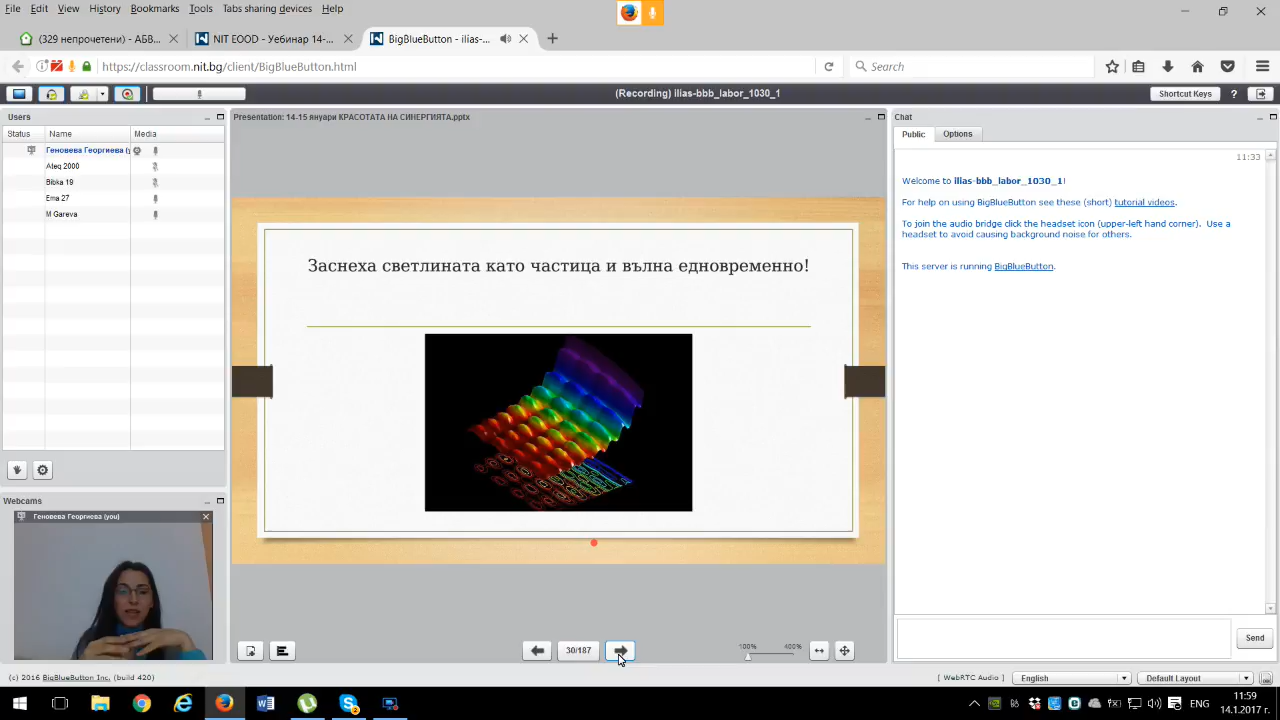 File Edit View History Bookmarks Tools Tabs sharing devices Help
(329 непрочетени) - АБВ...
NIT EOOD - Уебинар 14-...
BigBlueButton - ilias-...
https://classroom.nit.bg/client/BigBlueButton.html
Search
(Recording) ilias-bbb_labor_1030_1
Shortcut Keys
?
Users
Status Name Media
Геновева Георгиева (y
Ateq 2000
Bibka 19
Ema 27
M Gareva
Webcams
Геновева Георгиева (you)
Presentation: 14-15 януари КРАСОТАТА НА СИНЕРГИЯТА.pptx
Заснеха светлината като частица и вълна едновременно!
30/187
100% 400%
Chat
Public Options
11:33
Welcome to ilias-bbb_labor_1030_1!
For help on using BigBlueButton see these (short) tutorial videos.
To join the audio bridge click the headset icon (upper-left hand corner). Use a
headset to avoid causing background noise for others.
This server is running BigBlueButton.
Send
(c) 2016 BigBlueButton Inc. (build 420)
[ WebRTC Audio ] English Default Layout
ENG
11:59
14.1.2017 г.